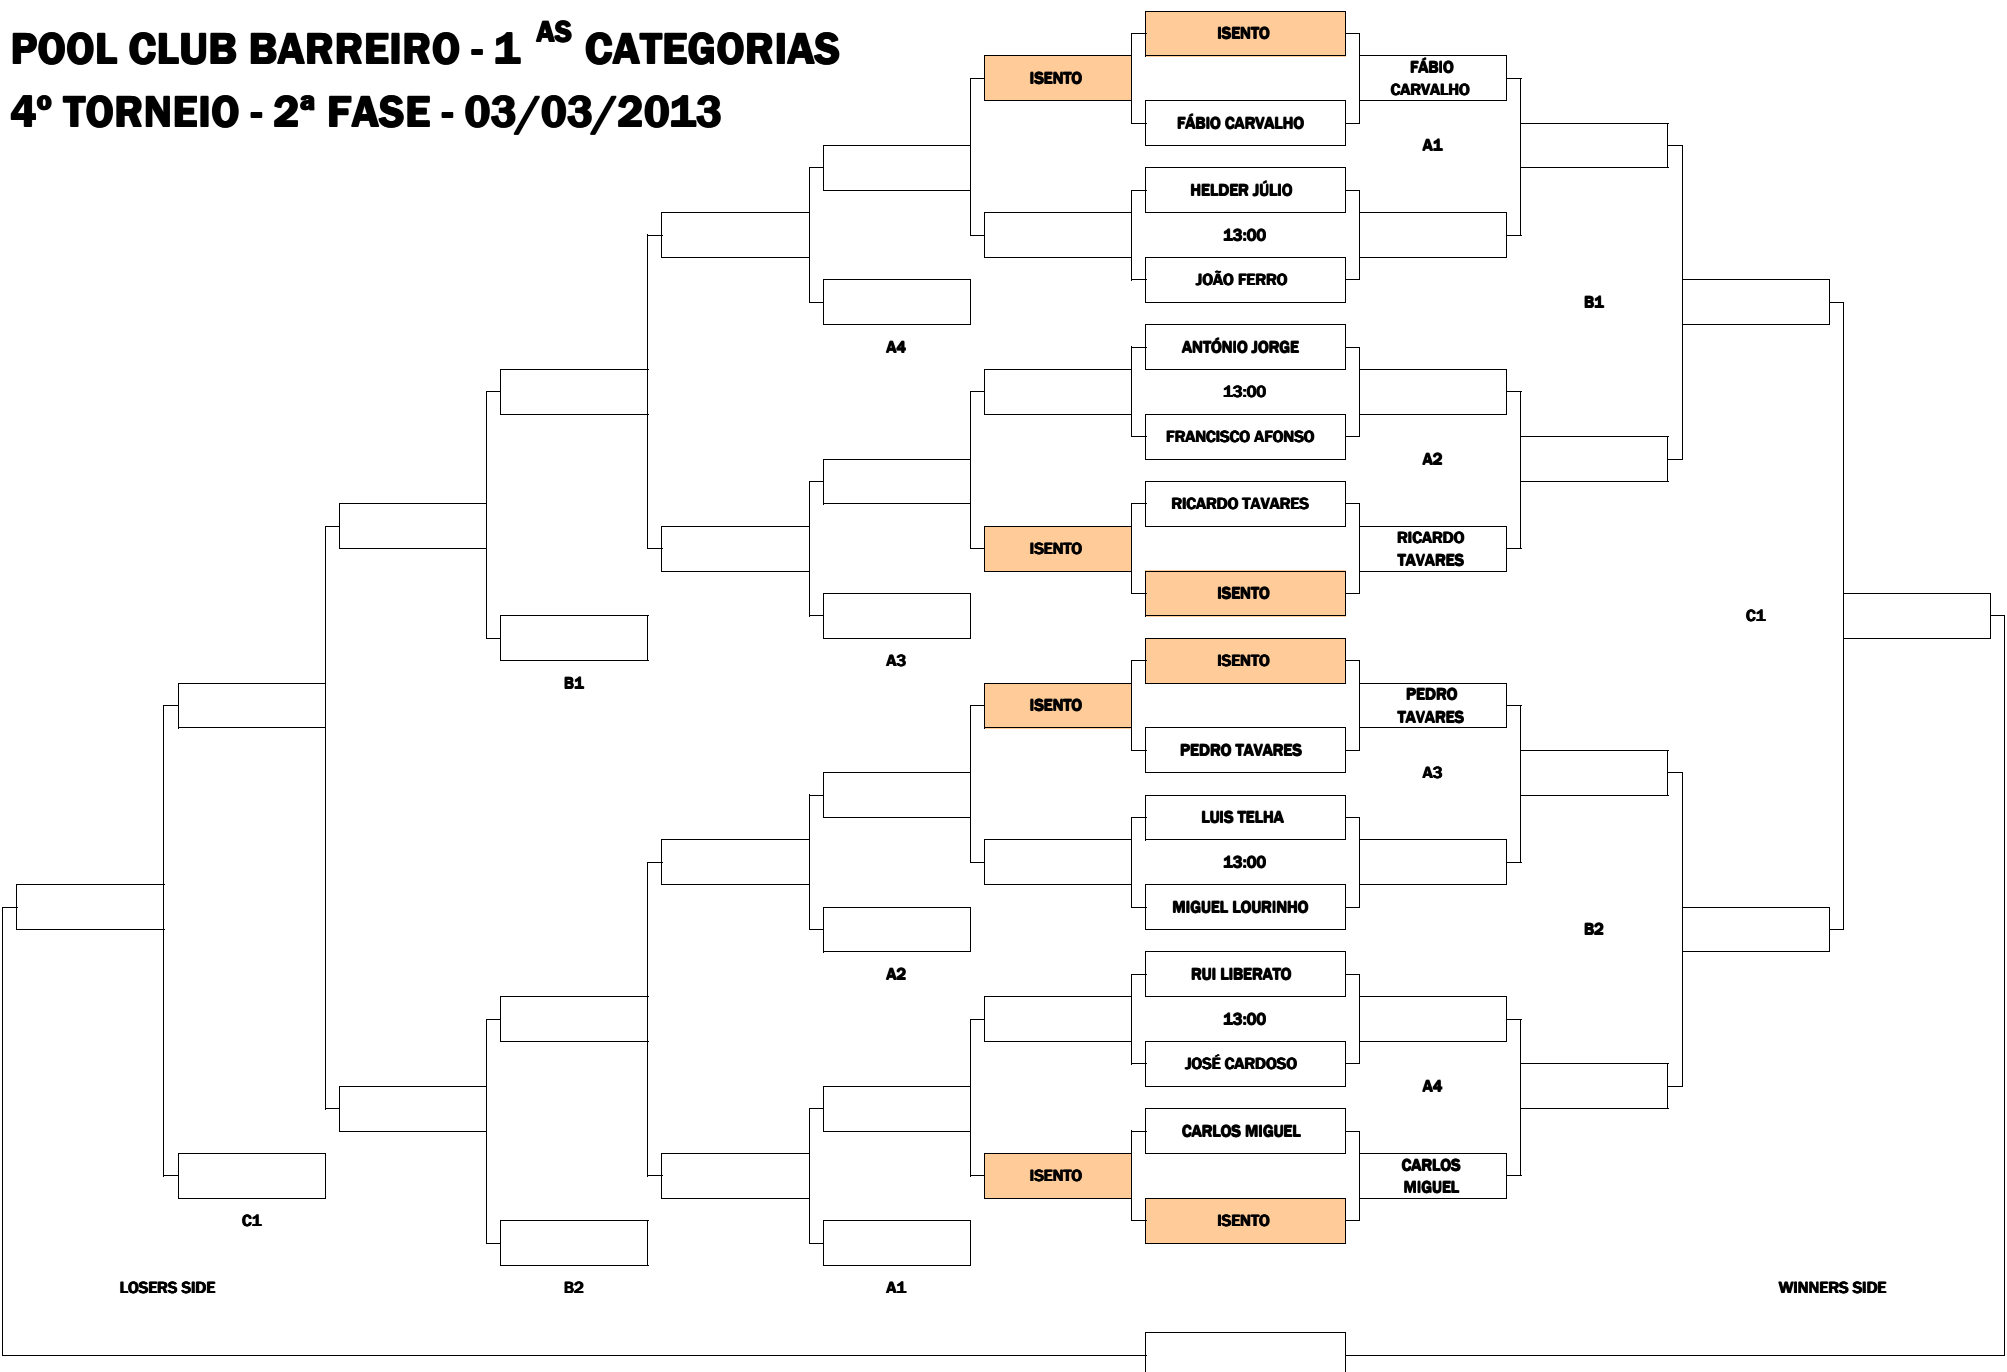 POOL CLUB BARREIRO - 1 AS CATEGORIAS
4º TORNEIO - 2ª FASE - 03/03/2013
ISENTO
ISENTO
FÁBIO
CARVALHO
FÁBIO CARVALHO
A1
HELDER JÚLIO
13:00
JOÃO FERRO
B1
A4
ANTÓNIO JORGE
13:00
FRANCISCO AFONSO
A2
RICARDO TAVARES
ISENTO
RICARDO
TAVARES
ISENTO
C1
B1
A3
ISENTO
ISENTO
PEDRO
TAVARES
PEDRO TAVARES
A3
LUIS TELHA
13:00
MIGUEL LOURINHO
B2
A2
RUI LIBERATO
13:00
JOSÉ CARDOSO
A4
CARLOS MIGUEL
ISENTO
CARLOS
MIGUEL
ISENTO
C1
LOSERS SIDE
B2
A1
WINNERS SIDE